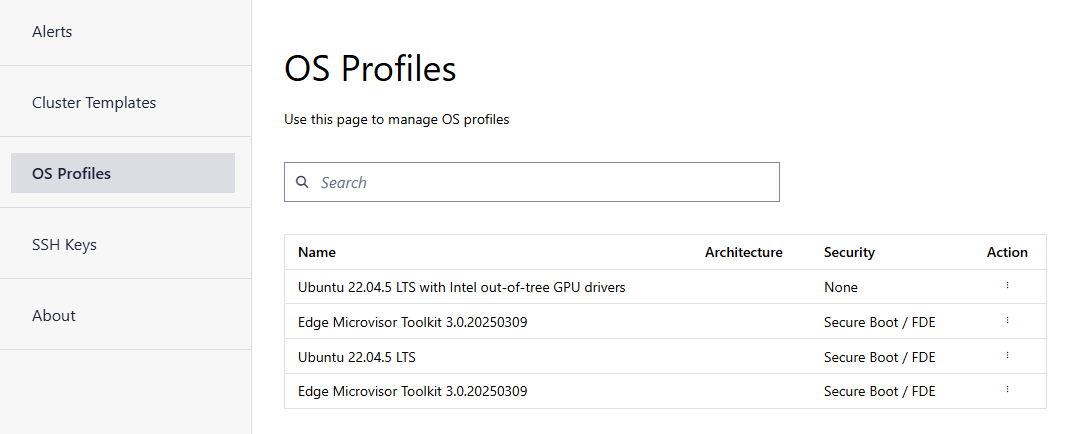 Alerts
Cluster Templates
OS Profiles
SSH Keys
About
OS Profiles
Use this page to manage OS profiles
Search
Name Architecture Security Action
Ubuntu 22.04.5 LTS with Intel out-of-tree GPU drivers None
Edge Microvisor Toolkit 3.0.20250309 Secure Boot / FDE
Ubuntu 22.04.5 LTS Secure Boot / FDE
Edge Microvisor Toolkit 3.0.20250309 Secure Boot / FDE